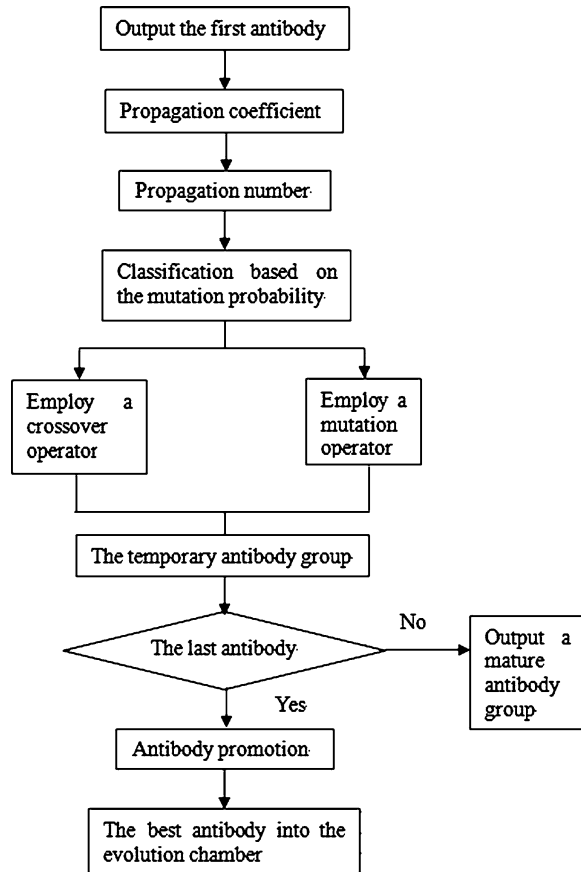 Output the first antibody
Propagation coefficient
Propagation number
Classification based on
the mutation probability
Employ a
crossover
operator
Employ a
mutation
operator
The temporary antibody group
The last antibody
No
Output a
mature
antibody
group
Yes
Antibody promotion
The best antibody into the
evolution chamber